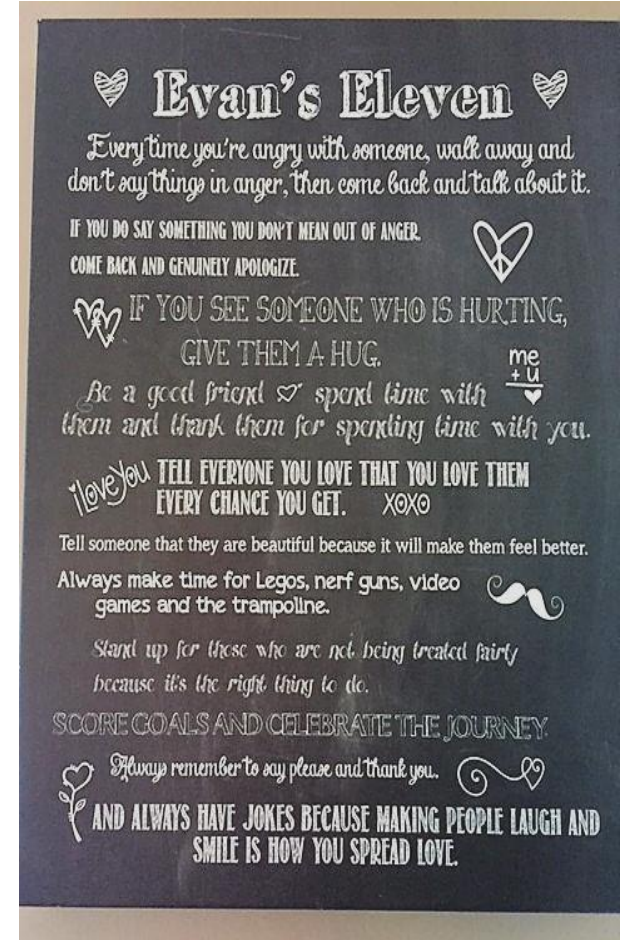 Evan's Eleven
Every time you're angry with someone, walk away and
don't say things in anger, then come back and talk about it.
IF YOU DO SAY SOMETHING YOU DON'T MEAN OUT OF ANGER.
COME BACK AND GENUINELY APOLOGIZE.
IF YOU SEE SOMEONE WHO IS HURTING,
GIVE THEM A HUG.
me
+ u
Be a good friend spend time with
them and thank them for spending time with you.
i love you
TELL EVERYONE YOU LOVE THAT YOU LOVE THEM
EVERY CHANCE YOU GET. XOXO
Tell someone that they are beautiful because it will make them feel better.
Always make time for Legos, nerf guns, video
games and the trampoline.
Stand up for those who are not being treated fairly
because it's the right thing to do.
SCORE GOALS AND CELEBRATE THE JOURNEY.
Always remember to say please and thank you.
AND ALWAYS HAVE JOKES BECAUSE MAKING PEOPLE LAUGH AND
SMILE IS HOW YOU SPREAD LOVE.